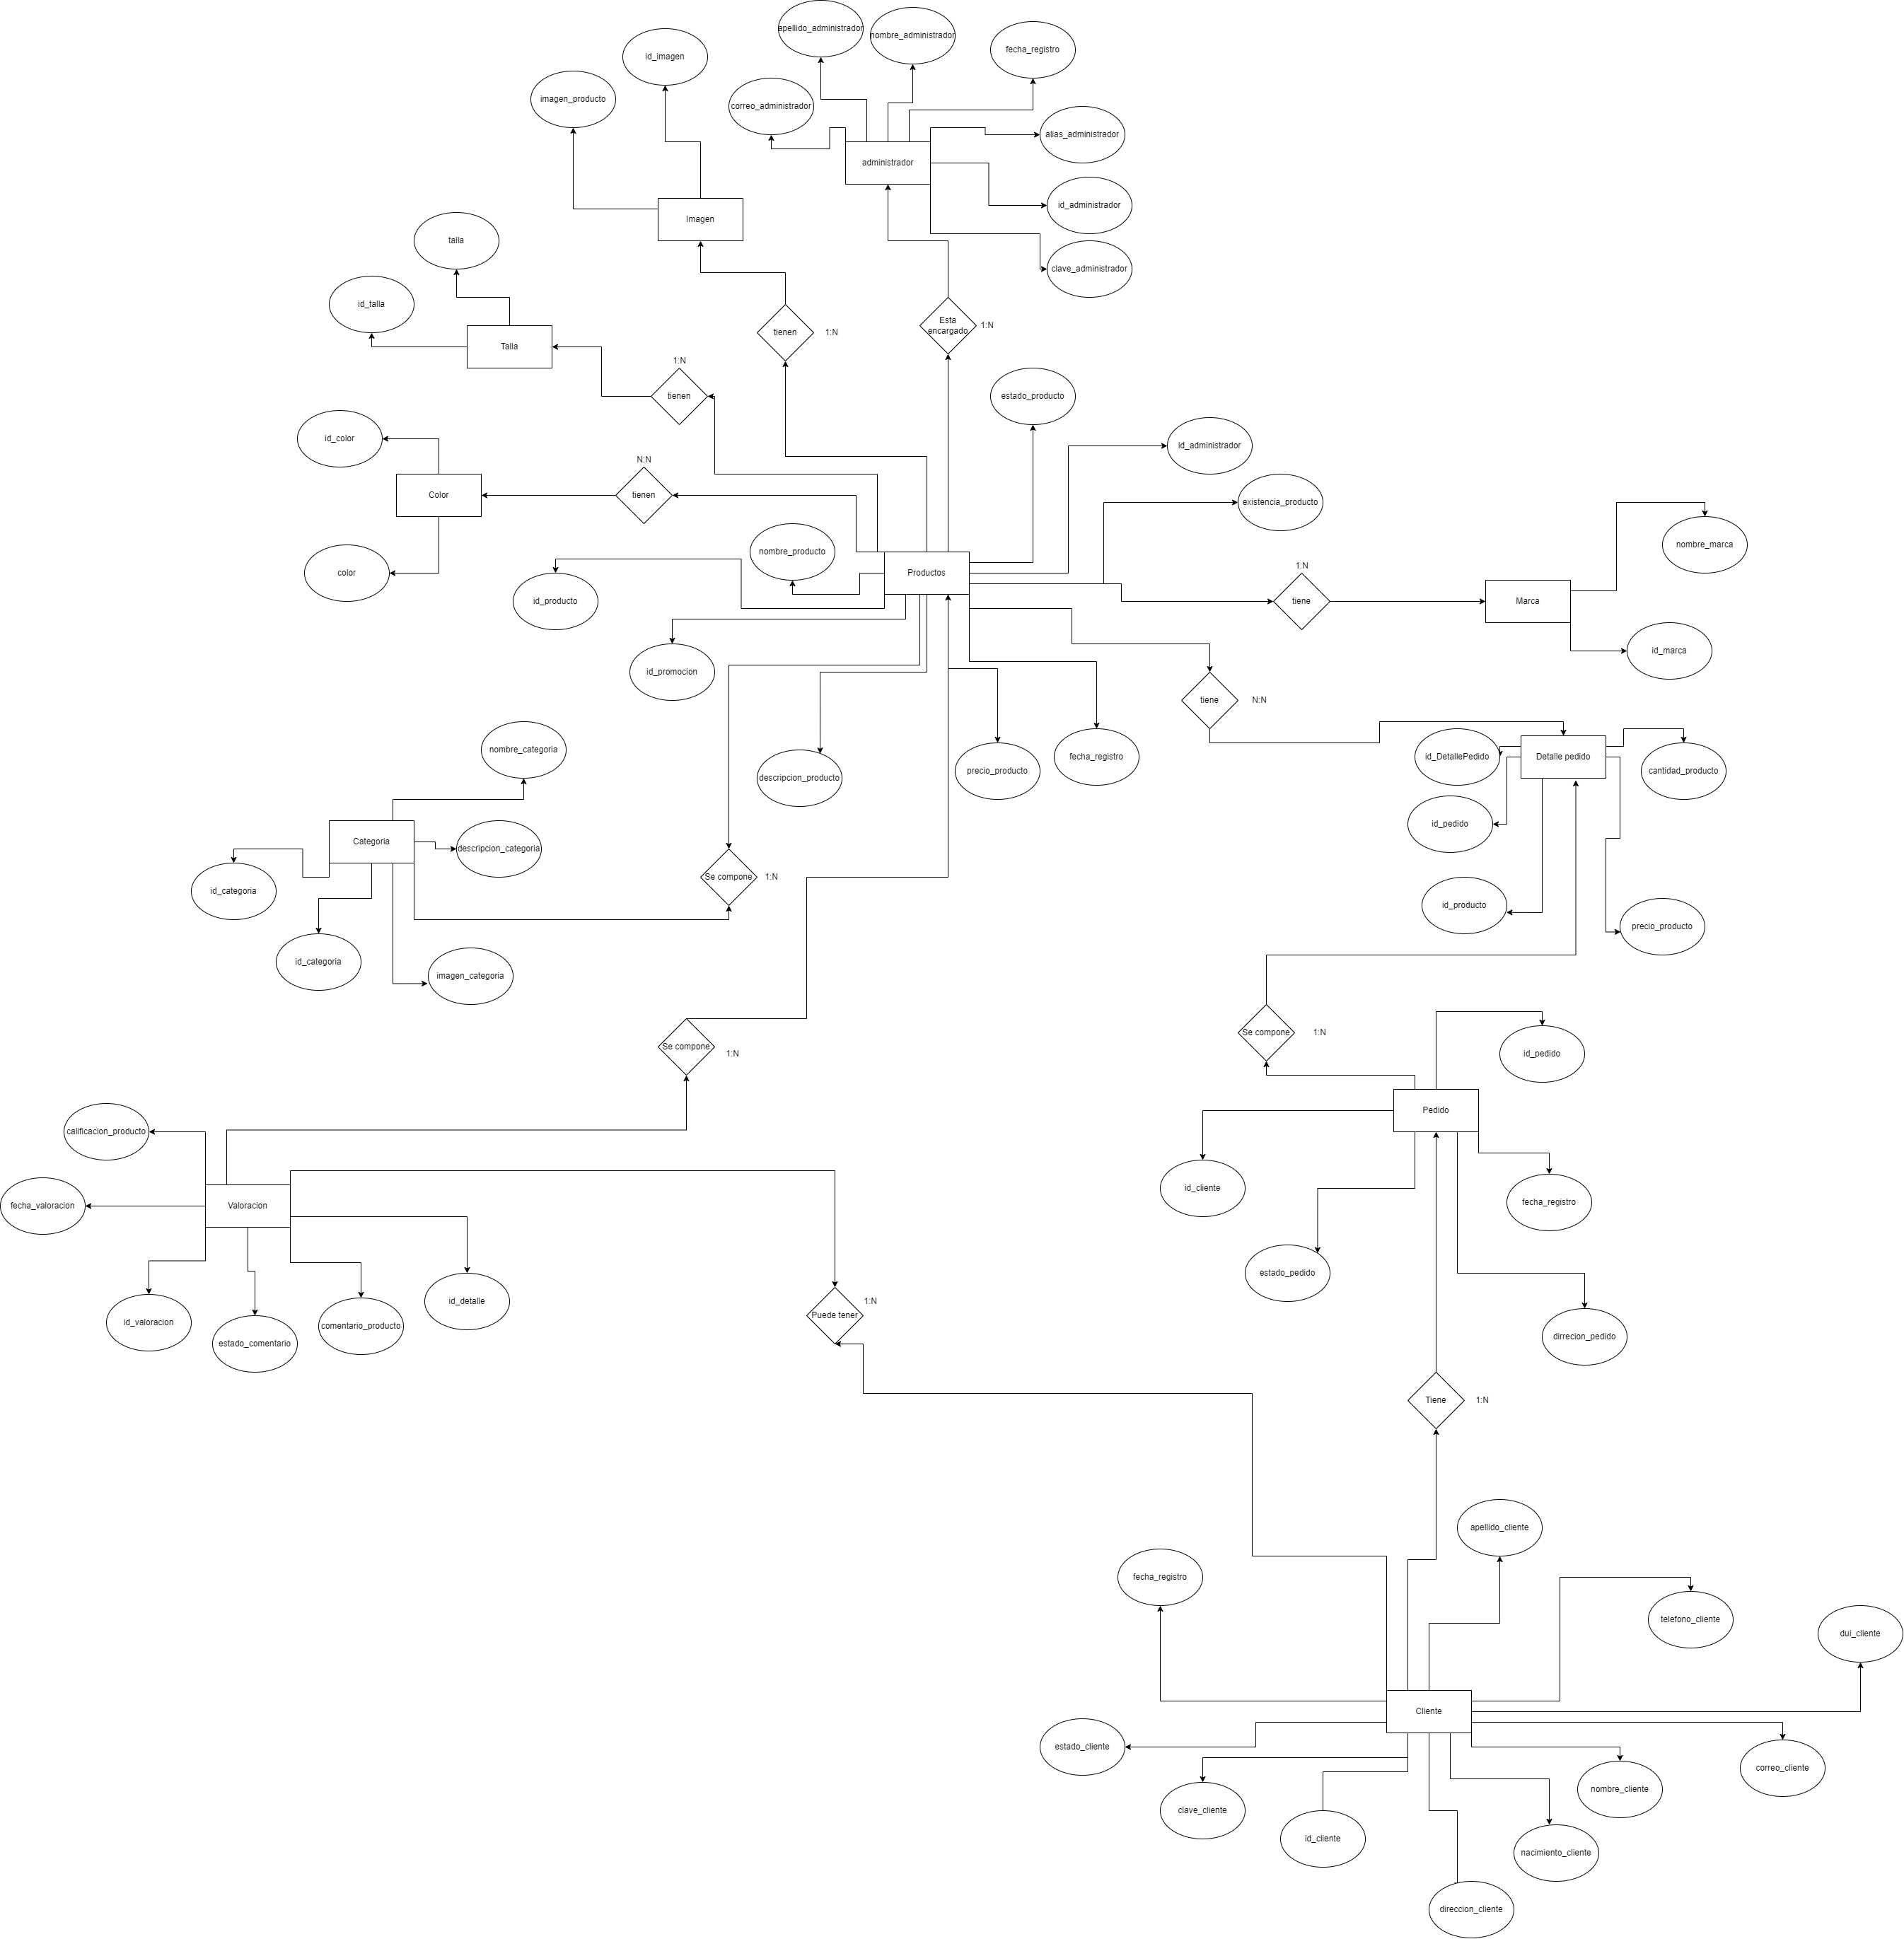 apellido_administrador
nombre_administrador
fecha_registro
id_imagen
imagen_producto
correo_administrador
alias_administrador
administrador
id_administrador
Imagen
talla
clave_administrador
id_talla
Esta
encargado
1:N
tienen
1:N
Talla
1:N
tienen
estado_producto
id_color
id_administrador
N:N
Color
tienen
existencia_producto
nombre_marca
nombre_producto
1:N
color
Productos
id_producto
tiene
Marca
id_marca
id_promocion
tiene
N:N
nombre_categoria
fecha_registro
id_DetallePedido
Detalle pedido
descripcion_producto
precio_producto
cantidad_producto
id_pedido
Categoria
descripcion_categoria
Se compone
1:N
id_categoria
id_producto
precio_producto
id_categoria
imagen_categoria
Se compone
1:N
Se compone
1:N
id_pedido
Pedido
calificacion_producto
id_cliente
fecha_registro
fecha_valoracion
Valoracion
estado_pedido
id_detalle
1:N
Puede tener
id_valoracion
comentario_producto
estado_comentario
dirrecion_pedido
Tiene
1:N
apellido_cliente
fecha_registro
telefono_cliente
dui_cliente
Cliente
estado_cliente
correo_cliente
nombre_cliente
clave_cliente
id_cliente
nacimiento_cliente
direccion_cliente